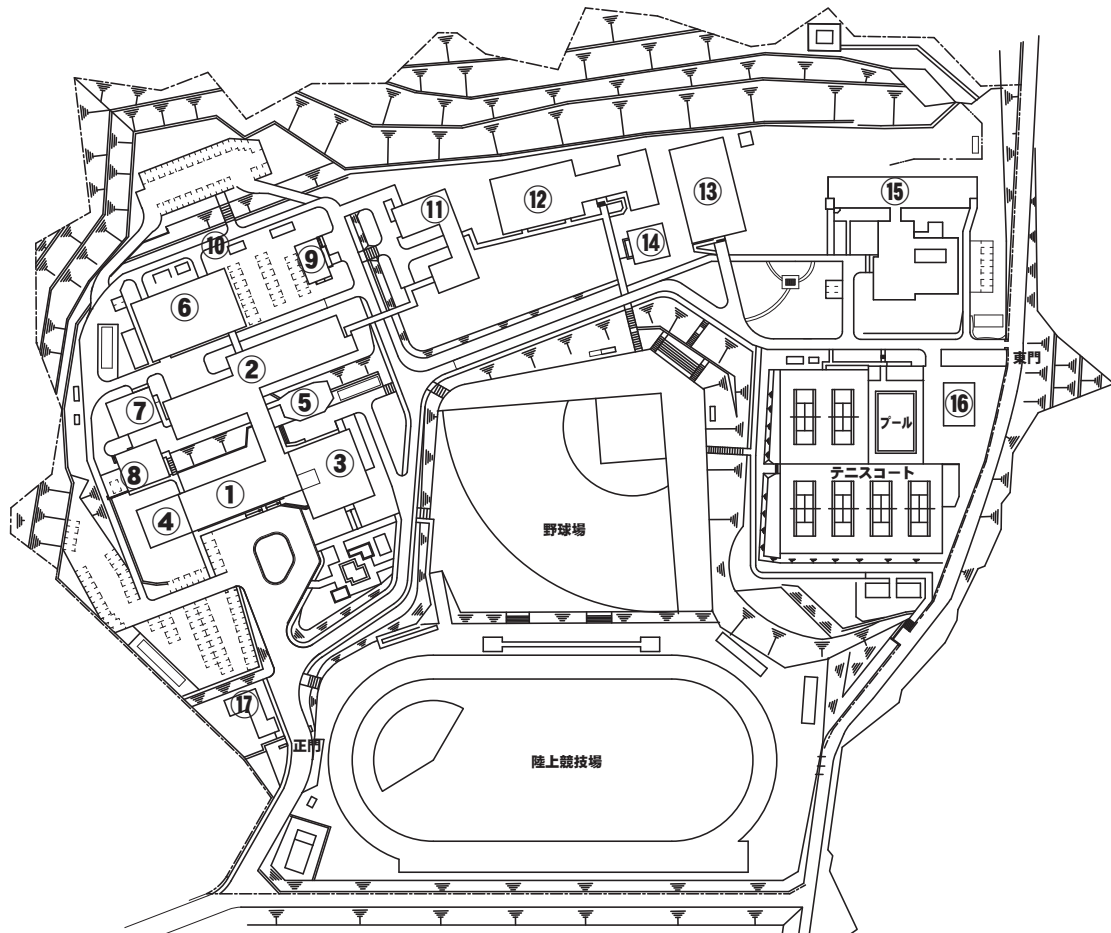 ⑮
⑫
⑬
⑪
⑭
⑩
⑨
⑥
東門
②
⑤
⑦
⑯
プール
③
⑧
テニスコート
①
④
野球場
⑰
正門
陸上競技場